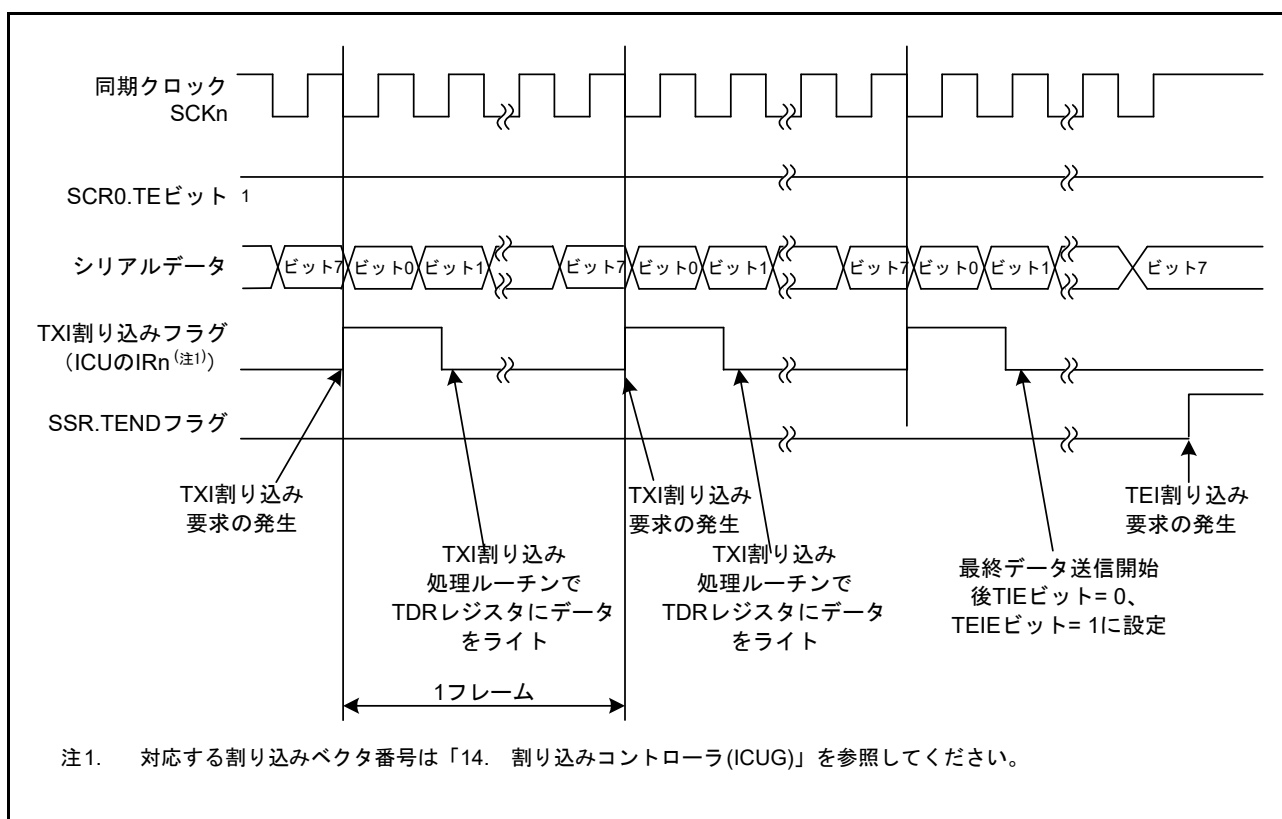 同期クロック
SCKn
SCR0.TEビット 1
シリアルデータ
ビット7 ビット0 ビット1 ビット7 ビット0 ビット1 ビット7 ビット0 ビット1 ビット7
TXI割り込みフラグ
(ICUのIRn(注1))
SSR.TENDフラグ
TXI割り込み
要求の発生
TXI割り込み
処理ルーチンで
TDRレジスタにデータ
をライト
TXI割り込み
要求の発生
TXI割り込み
処理ルーチンで
TDRレジスタにデータ
をライト
最終データ送信開始
後TIEビット= 0、
TEIEビット= 1に設定
TEI割り込み
要求の発生
1フレーム
注1. 対応する割り込みベクタ番号は「14. 割り込みコントローラ(ICUG)」を参照してください。